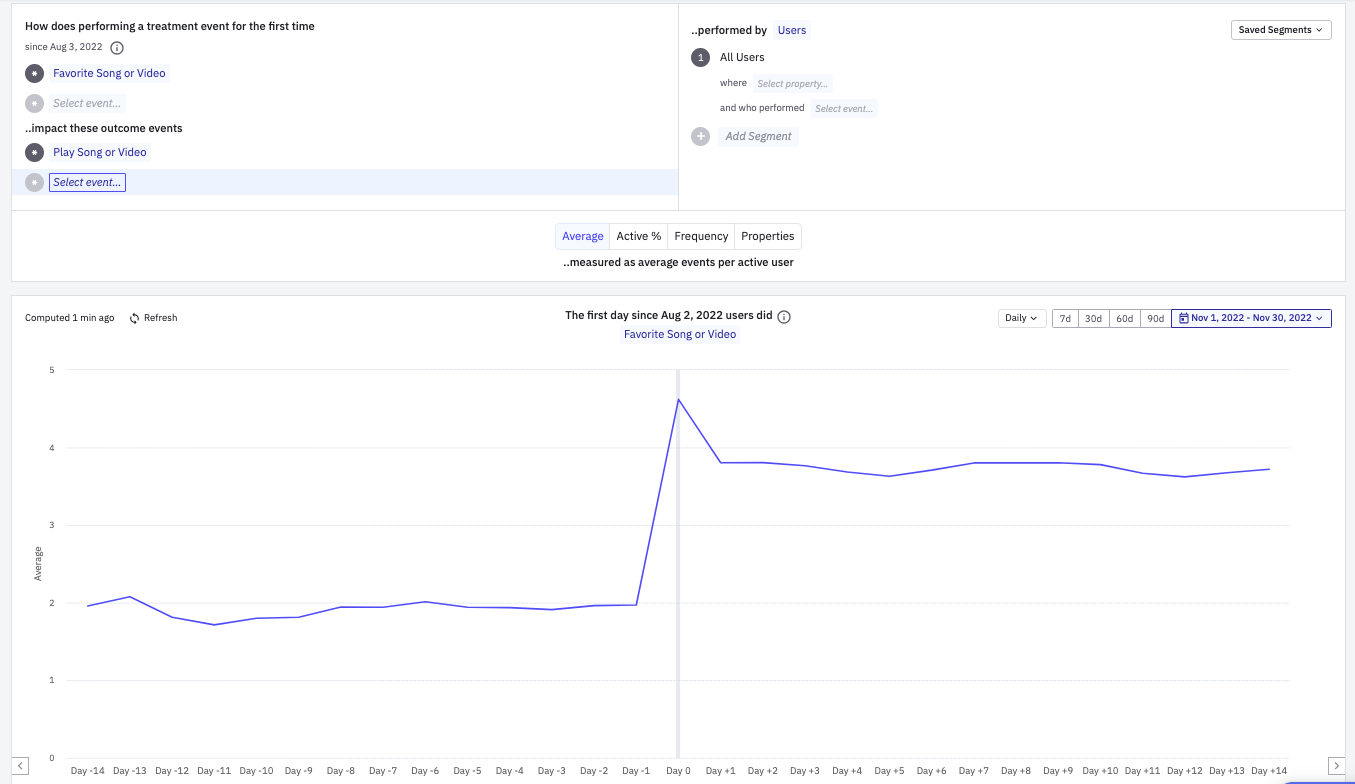 How does performing a treatment event for the first time
since Aug 3, 2022
Favorite Song or Video
Select event...
..impact these outcome events
Play Song or Video
Select event...
..performed by Users
Saved Segments
1 All Users
where Select property...
and who performed Select event...
+ Add Segment
Average Active % Frequency Properties
..measured as average events per active user
Computed 1 min ago Refresh
The first day since Aug 2, 2022 users did
Favorite Song or Video
Daily 7d 30d 60d 90d Nov 1, 2022 - Nov 30, 2022
5
4
3
2
1
0
Average
Day -14 Day -13 Day -12 Day -11 Day -10 Day -9 Day -8 Day -7 Day -6 Day -5 Day -4 Day -3 Day -2 Day -1 Day 0 Day +1 Day +2 Day +3 Day +4 Day +5 Day +6 Day +7 Day +8 Day +9 Day +10 Day +11 Day +12 Day +13 Day +14